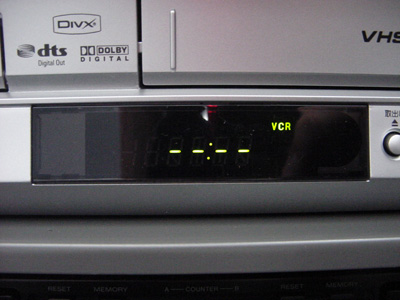 DIVX
VHS
dts
Digital Out
DOLBY
DIGITAL
VCR
--:--
RESET
MEMORY
A
COUNTER
B
RESET
MEMORY